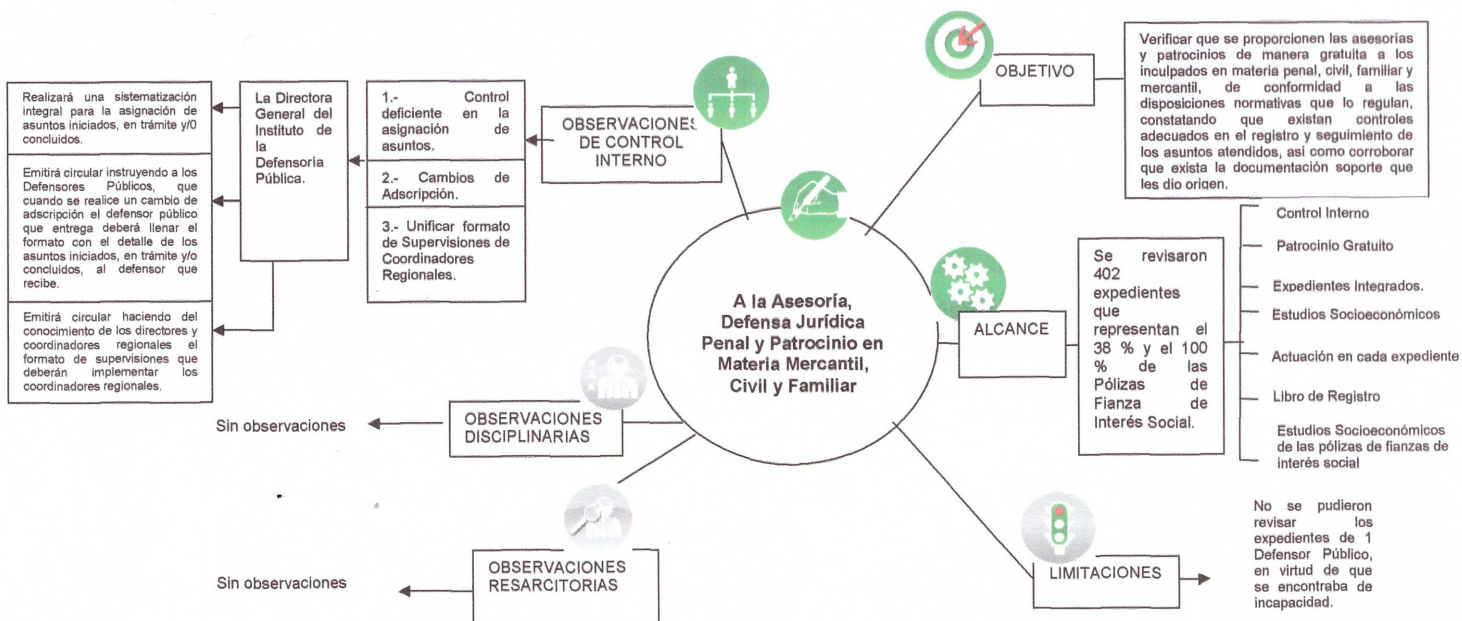 OBJETIVO
Verificar que se proporcionen las asesorías
y patrocinios de manera gratuita a los
inculpados en materia penal, civil, familiar y
mercantil, de conformidad a las
disposiciones normativas que lo regulan,
constatando que existan controles
adecuados en el registro y seguimiento de
los asuntos atendidos, así como corroborar
que exista la documentación soporte que
les dio origen.
Realizará una sistematización
integral para la asignación de
asuntos iniciados, en trámite y/0
concluidos.
Emitirá circular instruyendo a los
Defensores Públicos, que
cuando se realice un cambio de
adscripción el defensor público
que entrega deberá llenar el
formato con el detalle de los
asuntos iniciados, en trámite y/o
concluidos, al defensor que
recibe.
Emitirá circular haciendo del
conocimiento de los directores y
coordinadores regionales el
formato de supervisiones que
deberán implementar los
coordinadores regionales.
La Directora
General del
Instituto de
la
Defensoría
Pública.
1.- Control
deficiente en la
asignación de
asuntos.
2.- Cambios de
Adscripción.
3.- Unificar formato
de Supervisiones de
Coordinadores
Regionales.
OBSERVACIONES
DE CONTROL
INTERNO
A la Asesoría,
Defensa Jurídica
Penal y Patrocinio en
Materia Mercantil,
Civil y Familiar
ALCANCE
Se revisaron
402
expedientes
que
representan el
38 % y el 100
% de las
Pólizas de
Fianza de
Interés Social.
Control Interno
Patrocinio Gratuito
Expedientes Integrados.
Estudios Socioeconómicos
Actuación en cada expediente
Libro de Registro
Estudios Socioeconómicos
de las pólizas de fianzas de
interés social
Sin observaciones
OBSERVACIONES
DISCIPLINARIAS
Sin observaciones
OBSERVACIONES
RESARCITORIAS
LIMITACIONES
No se pudieron
revisar los
expedientes de 1
Defensor Público,
en virtud de que
se encontraba de
incapacidad.